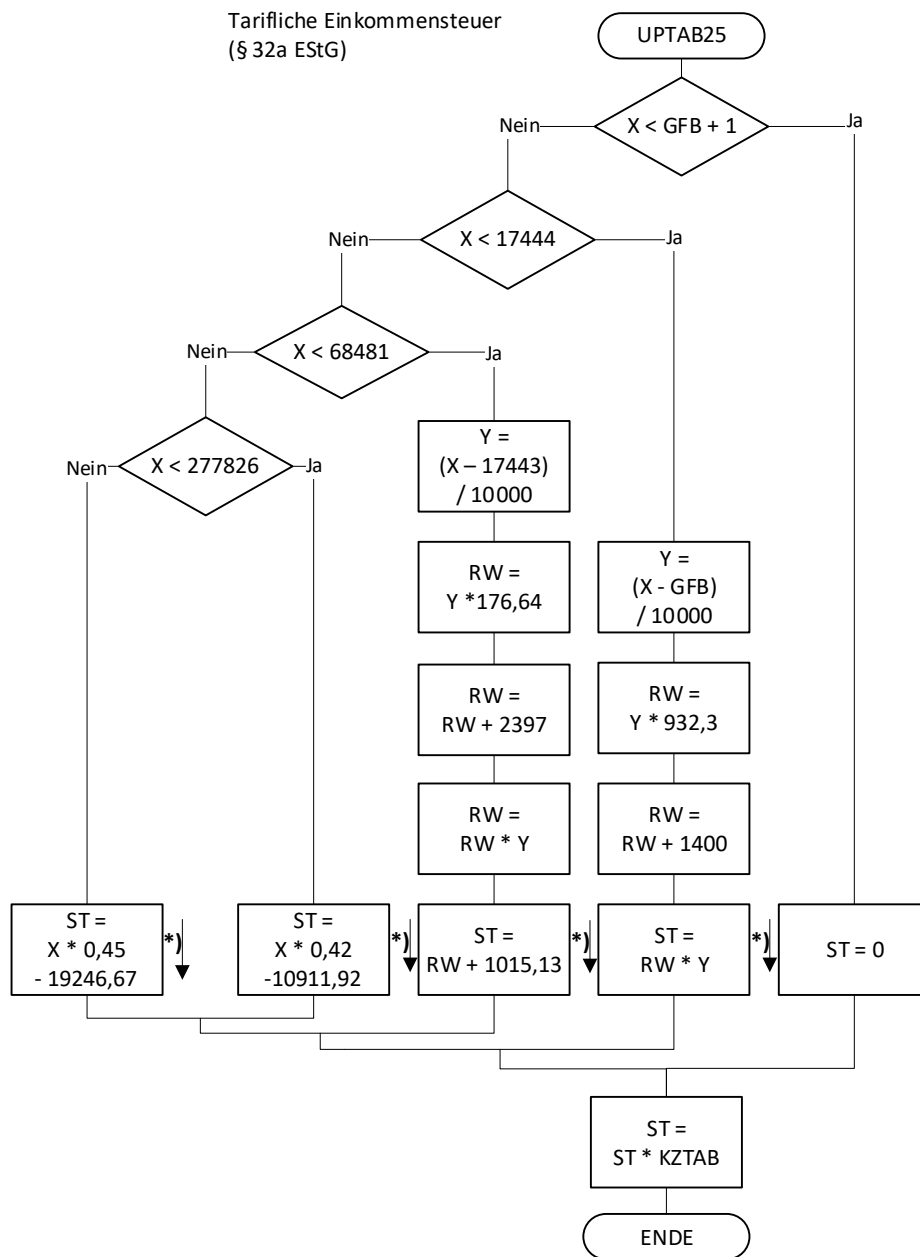 Tarifliche Einkommensteuer
(§ 32a EStG)
UPTAB25
X < GFB + 1
Nein
Ja
X < 17444
Nein
Ja
X < 68481
Nein
Ja
X < 277826
Nein
Ja
Y =
(X – 17443)
/ 10000
RW =
Y *176,64
RW =
RW + 2397
RW =
RW * Y
Y =
(X - GFB)
/ 10000
RW =
Y * 932,3
RW =
RW + 1400
ST =
X * 0,45
- 19246,67
*)
ST =
X * 0,42
-10911,92
*)
ST =
RW + 1015,13
*)
ST =
RW * Y
*)
ST = 0
ST =
ST * KZTAB
ENDE